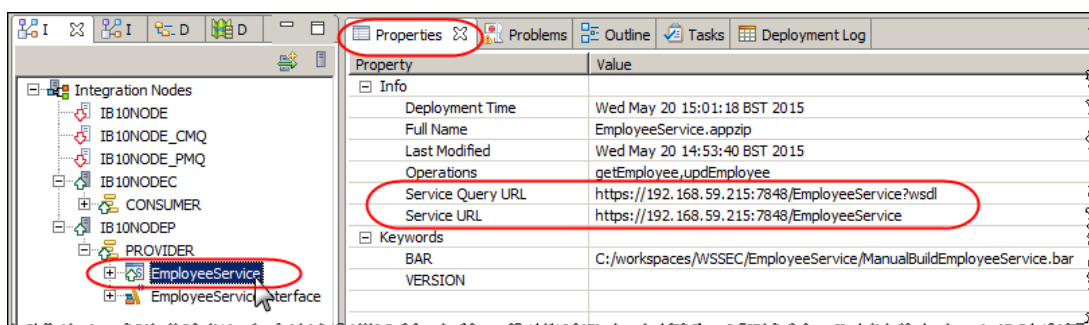 I I D D
Integration Nodes
IB10NODE
IB10NODE_CMQ
IB10NODE_PMQ
IB10NODEC
CONSUMER
IB10NODEP
PROVIDER
EmployeeService
EmployeeService
Properties Problems Outline Tasks Deployment Log
Property Value
Info
Deployment Time Wed May 20 15:01:18 BST 2015
Full Name EmployeeService.appzip
Last Modified Wed May 20 14:53:40 BST 2015
Operations getEmployee,updEmployee
Service Query URL https://192.168.59.215:7848/EmployeeService?wsdl
Service URL https://192.168.59.215:7848/EmployeeService
Keywords
BAR C:/workspaces/WSSEC/EmployeeService/ManualBuildEmployeeService.bar
VERSION